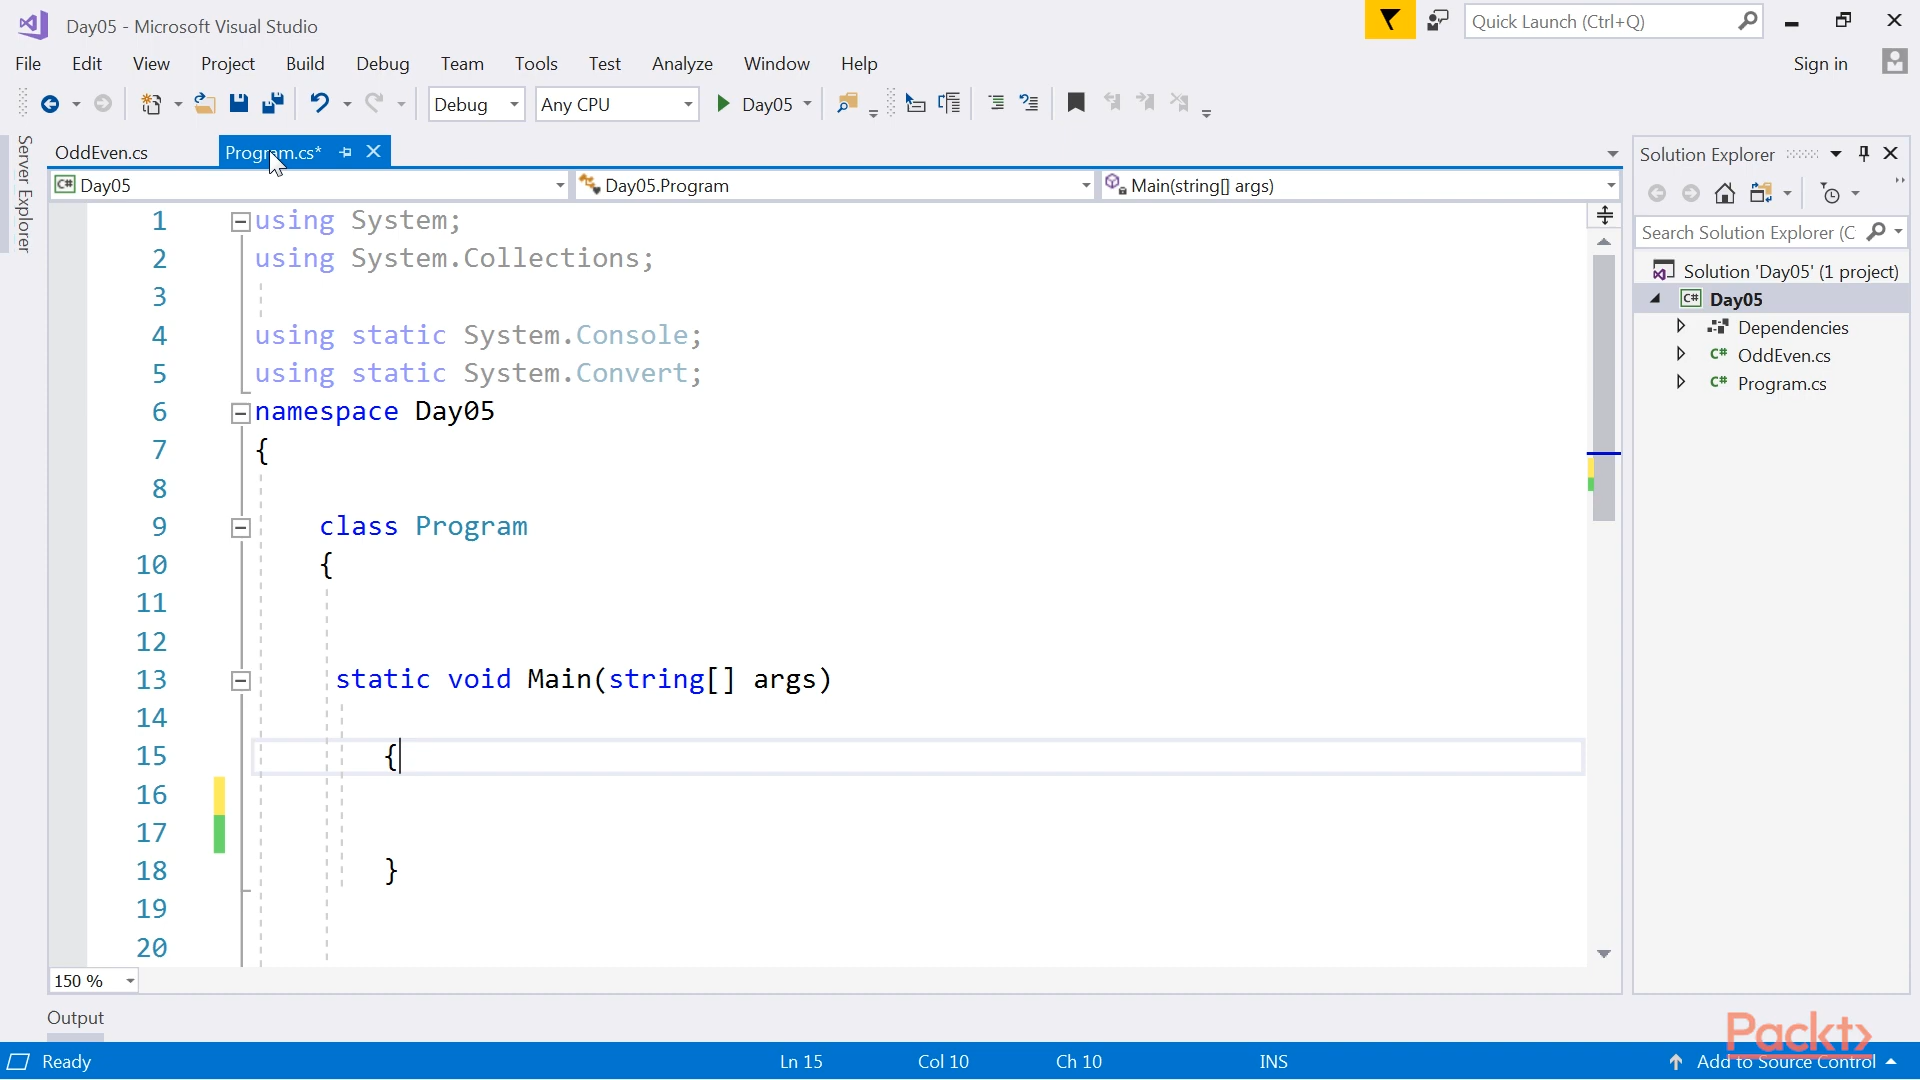 Day05 - Microsoft Visual Studio
Quick Launch (Ctrl+Q)
File Edit View Project Build Debug Team Tools Test Analyze Window Help
Sign in
Debug Any CPU Day05
Server Explorer
OddEven.cs Program.cs*
C# Day05 Day05.Program Main(string[] args)
1 using System;
2 using System.Collections;
3
4 using static System.Console;
5 using static System.Convert;
6 namespace Day05
7 {
8
9 class Program
10 {
11
12
13 static void Main(string[] args)
14
15 {
16
17
18 }
19
20
150 %
Solution Explorer
Search Solution Explorer (C
Solution 'Day05' (1 project)
C# Day05
Dependencies
C# OddEven.cs
C# Program.cs
Output
Packt>
Ready Ln 15 Col 10 Ch 10 INS Add to Source Control